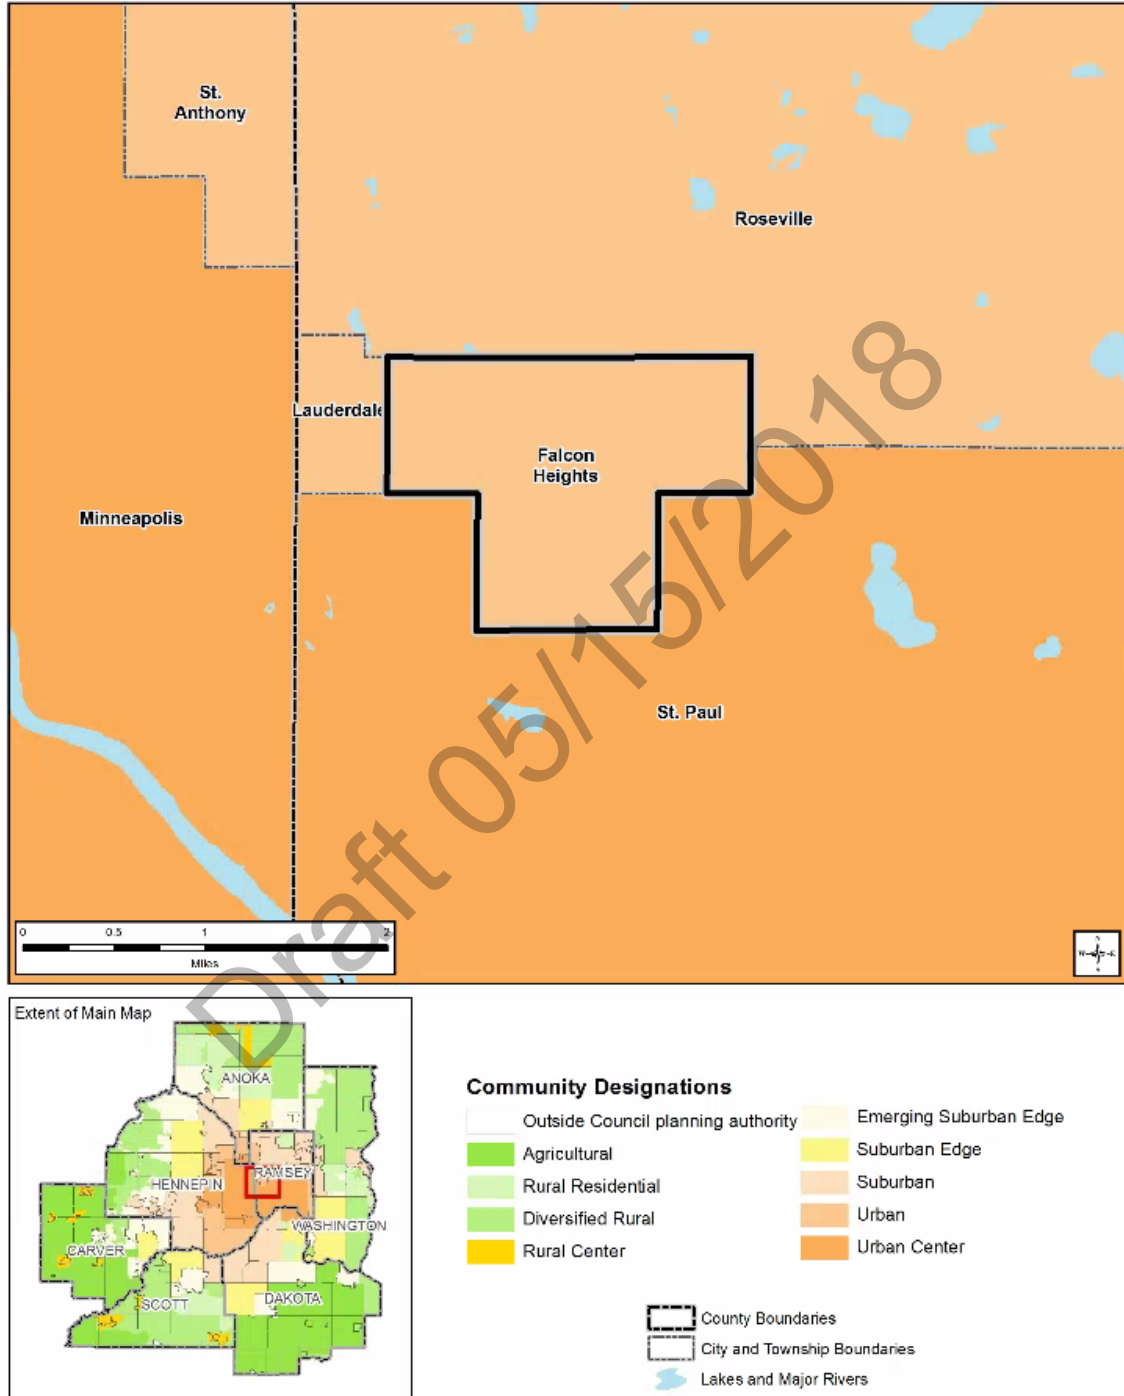 St.
Anthony
Roseville
Lauderdale
Falcon
Heights
Minneapolis
St. Paul
Draft 05/15/2018
0 0.5 1 2
Miles
N
W E
S
Extent of Main Map
ANOKA
HENNEPIN
RAMSEY
WASHINGTON
CARVER
SCOTT
DAKOTA
Community Designations
Outside Council planning authority
Agricultural
Rural Residential
Diversified Rural
Rural Center
Emerging Suburban Edge
Suburban Edge
Suburban
Urban
Urban Center
County Boundaries
City and Township Boundaries
Lakes and Major Rivers